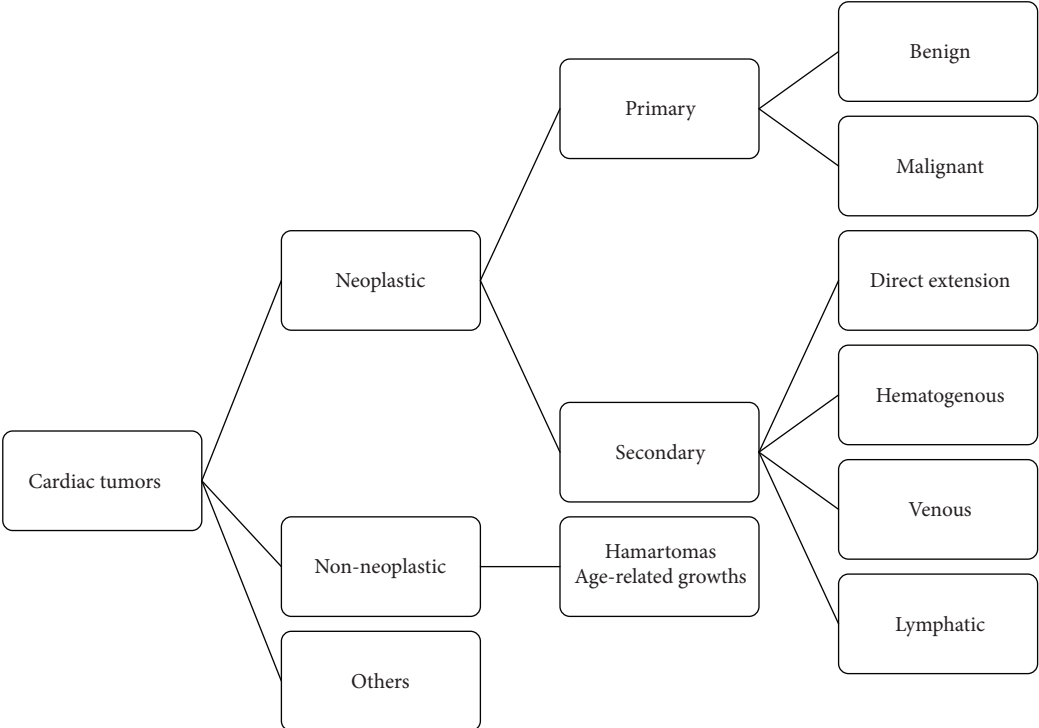 Cardiac tumors
Neoplastic
Primary
Benign
Malignant
Secondary
Direct extension
Hematogenous
Venous
Lymphatic
Non-neoplastic
Hamartomas
Age-related growths
Others